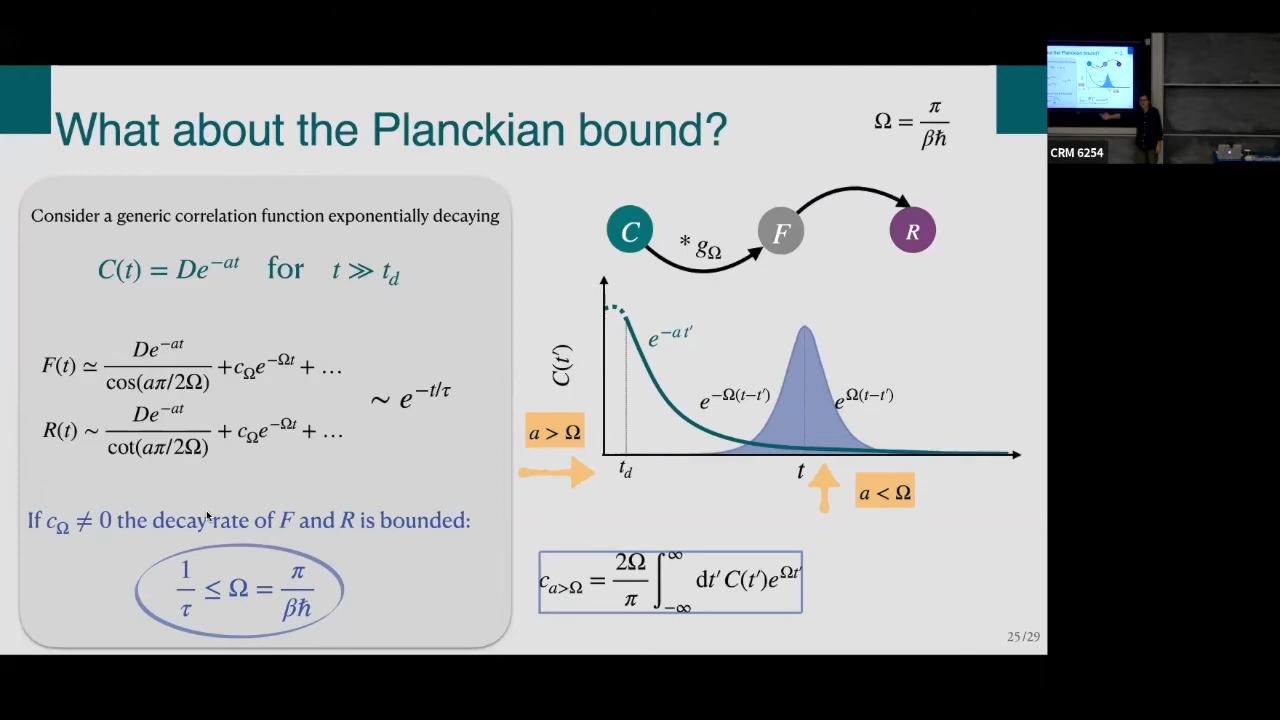 What about the Planckian bound?
Ω = π/βħ
Consider a generic correlation function exponentially decaying
C(t) = De^{-at} for t ≫ t_d
F(t) ≃ De^{-at}/cos(aπ/2Ω) + c_Ω e^{-Ωt} + …
R(t) ∼ De^{-at}/cot(aπ/2Ω) + c_Ω e^{-Ωt} + …
∼ e^{-t/τ}
If c_Ω ≠ 0 the decay rate of F and R is bounded:
1/τ ≤ Ω = π/βħ
C
* g_Ω
F
R
C(t′)
e^{-a t′}
e^{-Ω(t-t′)}
e^{Ω(t-t′)}
a > Ω
t_d
t
a < Ω
c_{a>Ω} = 2Ω/π ∫_{-∞}^{∞} dt′ C(t′)e^{Ωt′}
25/29
CRM 6254